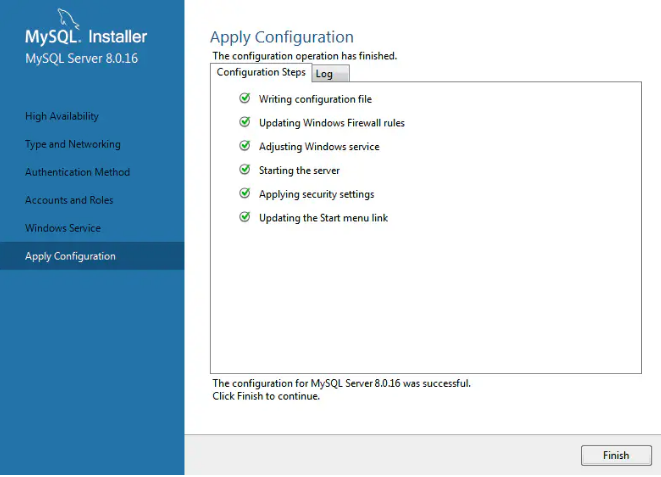 MySQL. Installer
MySQL Server 8.0.16
High Availability
Type and Networking
Authentication Method
Accounts and Roles
Windows Service
Apply Configuration
Apply Configuration
The configuration operation has finished.
Configuration Steps
Log
Writing configuration file
Updating Windows Firewall rules
Adjusting Windows service
Starting the server
Applying security settings
Updating the Start menu link
The configuration for MySQL Server 8.0.16 was successful.
Click Finish to continue.
Finish